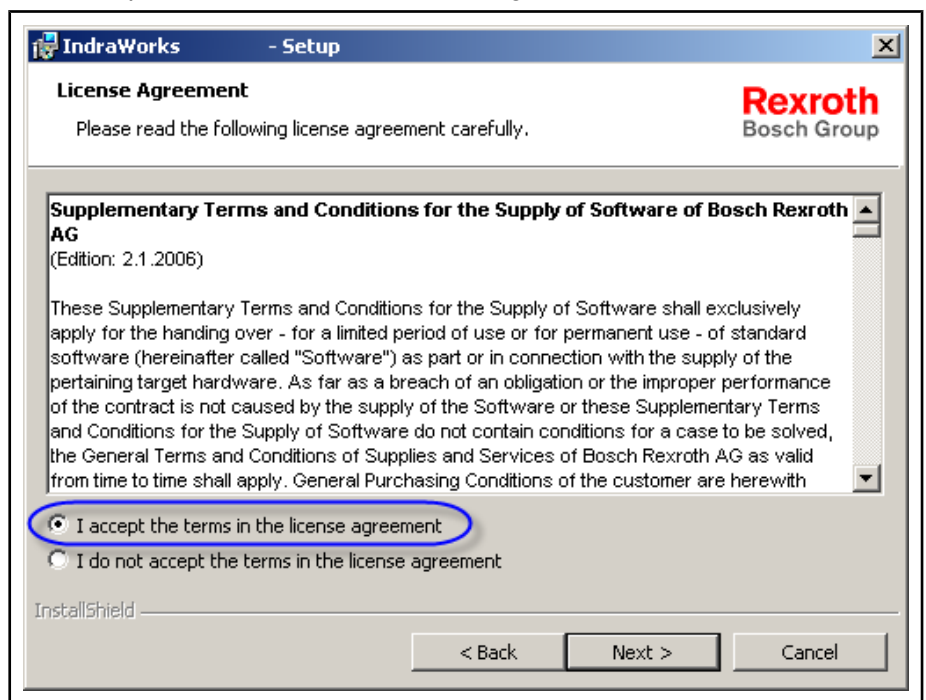 IndraWorks - Setup
License Agreement
Please read the following license agreement carefully.
Rexroth
Bosch Group
Supplementary Terms and Conditions for the Supply of Software of Bosch Rexroth
AG
(Edition: 2.1.2006)
These Supplementary Terms and Conditions for the Supply of Software shall exclusively
apply for the handing over - for a limited period of use or for permanent use - of standard
software (hereinafter called "Software") as part or in connection with the supply of the
pertaining target hardware. As far as a breach of an obligation or the improper performance
of the contract is not caused by the supply of the Software or these Supplementary Terms
and Conditions for the Supply of Software do not contain conditions for a case to be solved,
the General Terms and Conditions of Supplies and Services of Bosch Rexroth AG as valid
from time to time shall apply. General Purchasing Conditions of the customer are herewith
I accept the terms in the license agreement
I do not accept the terms in the license agreement
InstallShield
< Back Next > Cancel